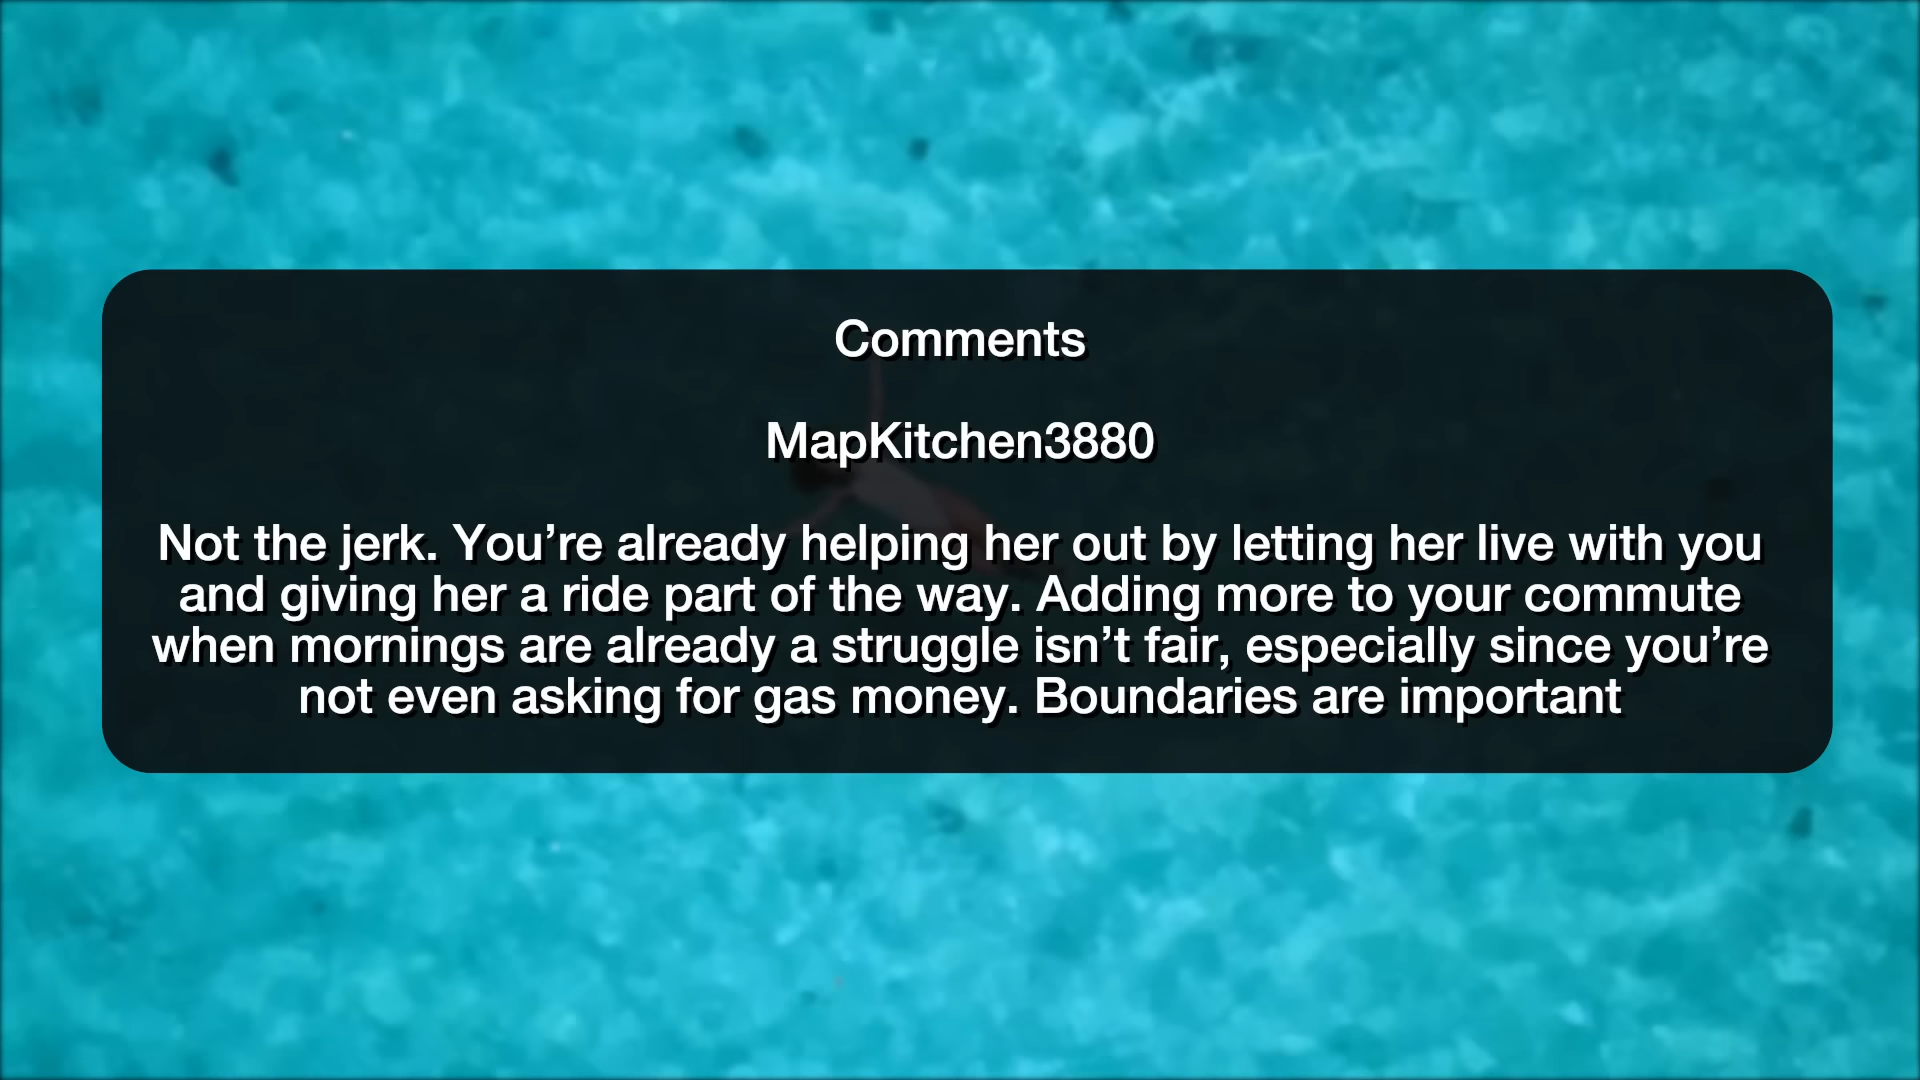 Comments
MapKitchen3880
Not the jerk. You’re already helping her out by letting her live with you
and giving her a ride part of the way. Adding more to your commute
when mornings are already a struggle isn’t fair, especially since you’re
not even asking for gas money. Boundaries are important